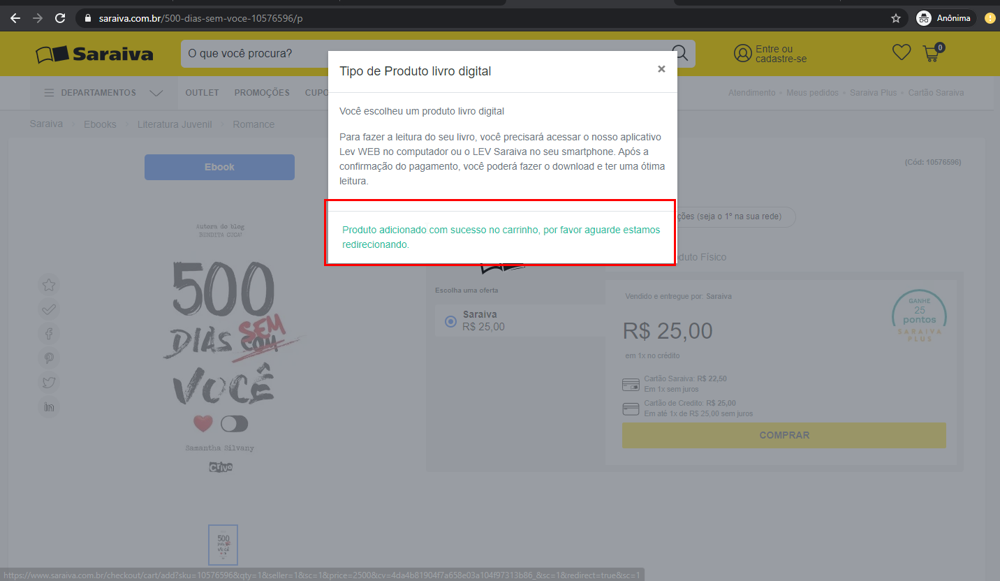 saraiva.com.br/500-dias-sem-voce-10576596/p
Anônima
Saraiva
O que você procura?
Entre ou
cadastre-se
0
DEPARTAMENTOS
OUTLET
PROMOÇÕES
CUPO
Atendimento
Meus pedidos
Saraiva Plus
Cartão Saraiva
Saraiva
Ebooks
Literatura Juvenil
Romance
Tipo de Produto livro digital
×
Você escolheu um produto livro digital
Para fazer a leitura do seu livro, você precisará acessar o nosso aplicativo
Lev WEB no computador ou o LEV Saraiva no seu smartphone. Após a
confirmação do pagamento, você poderá fazer o download e ter uma ótima
leitura.
Produto adicionado com sucesso no carrinho, por favor aguarde estamos
redirecionando.
Ebook
(Cód: 10576596)
ções (seja o 1º na sua rede)
duto Físico
Autora do blog
BENDITA CUCA!
500
DIAS SEM COM
VOCÊ
Samantha Silvany
Crivo
Escolha uma oferta
Saraiva
R$ 25,00
Vendido e entregue por: Saraiva
R$ 25,00
em 1x no crédito
GANHE
25
pontos
SARAIVA
PLUS
Cartão Saraiva: R$ 22,50
Em 1x sem juros
Cartão de Credito: R$ 25,00
Em até 1x de R$ 25,00 sem juros
COMPRAR
500
https://www.saraiva.com.br/checkout/cart/add?sku=10576596&qty=1&seller=1&sc=1&price=2500&cv=4da4b81904f7a658e03a104f97313b86_&sc=1&redirect=true&sc=1